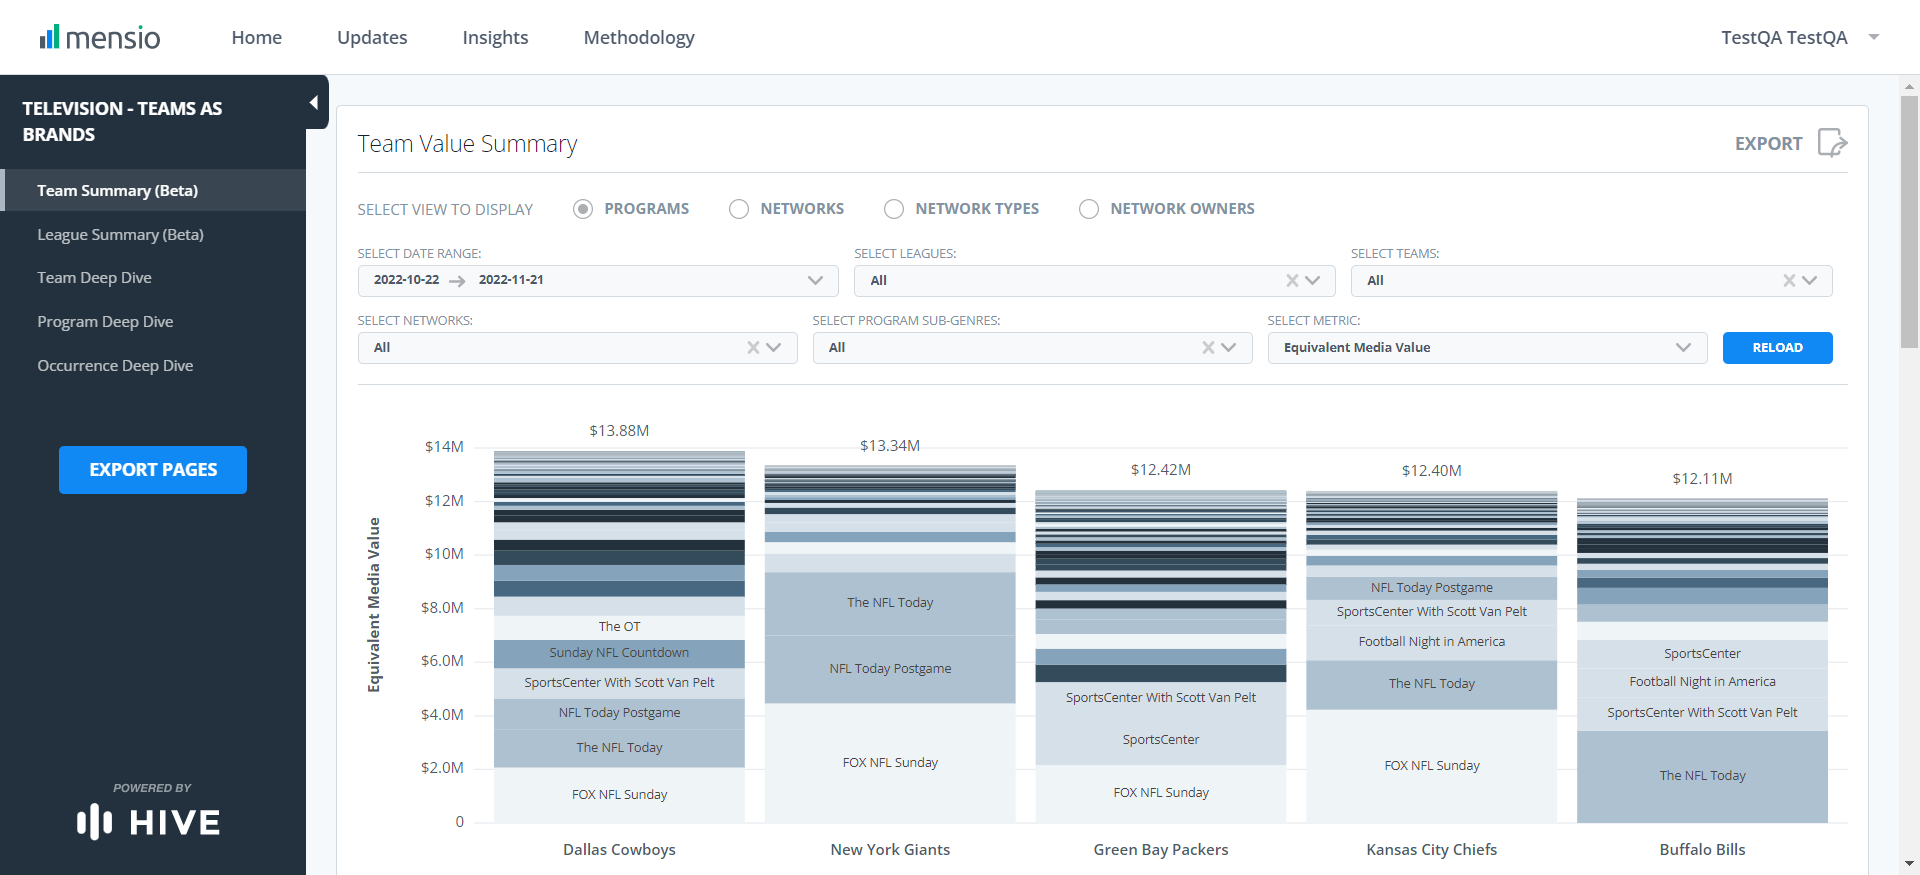 mensio
Home
Updates
Insights
Methodology
TestQA TestQA
TELEVISION - TEAMS AS
BRANDS
Team Summary (Beta)
League Summary (Beta)
Team Deep Dive
Program Deep Dive
Occurrence Deep Dive
EXPORT PAGES
POWERED BY
HIVE
Team Value Summary
EXPORT
SELECT VIEW TO DISPLAY
PROGRAMS
NETWORKS
NETWORK TYPES
NETWORK OWNERS
SELECT DATE RANGE:
2022-10-22
2022-11-21
SELECT LEAGUES:
All
SELECT TEAMS:
All
SELECT NETWORKS:
All
SELECT PROGRAM SUB-GENRES:
All
SELECT METRIC:
Equivalent Media Value
RELOAD
Equivalent Media Value
$14M
$12M
$10M
$8.0M
$6.0M
$4.0M
$2.0M
0
$13.88M
The OT
Sunday NFL Countdown
SportsCenter With Scott Van Pelt
NFL Today Postgame
The NFL Today
FOX NFL Sunday
Dallas Cowboys
$13.34M
The NFL Today
NFL Today Postgame
FOX NFL Sunday
New York Giants
$12.42M
SportsCenter With Scott Van Pelt
SportsCenter
FOX NFL Sunday
Green Bay Packers
$12.40M
NFL Today Postgame
SportsCenter With Scott Van Pelt
Football Night in America
The NFL Today
FOX NFL Sunday
Kansas City Chiefs
$12.11M
SportsCenter
Football Night in America
SportsCenter With Scott Van Pelt
The NFL Today
Buffalo Bills